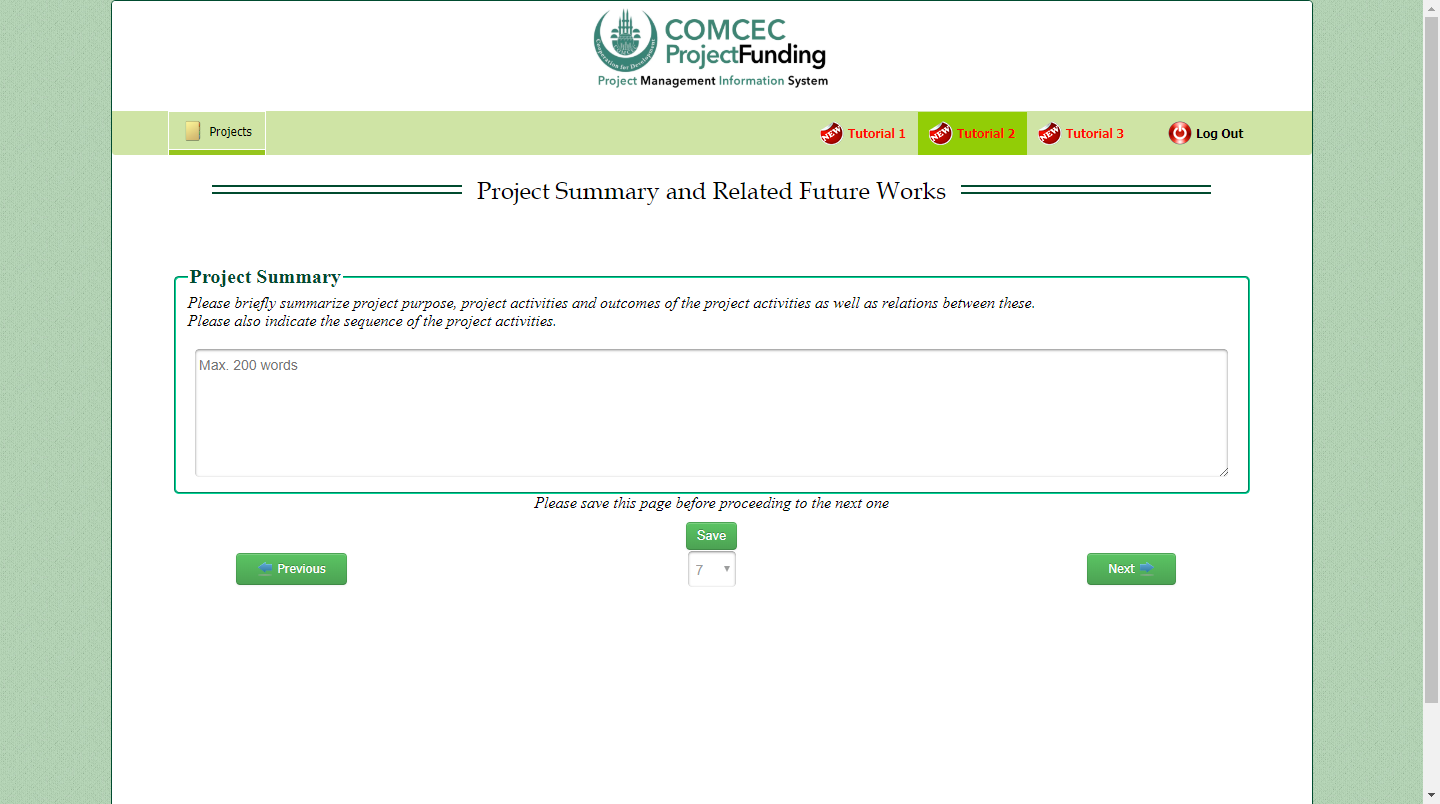 COMCEC
ProjectFunding
Cooperation for Development
Project Management Information System
Projects
NEW Tutorial 1
NEW Tutorial 2
NEW Tutorial 3
Log Out
Project Summary and Related Future Works
Project Summary
Please briefly summarize project purpose, project activities and outcomes of the project activities as well as relations between these.
Please also indicate the sequence of the project activities.
Max. 200 words
Please save this page before proceeding to the next one
Save
Previous
7
Next